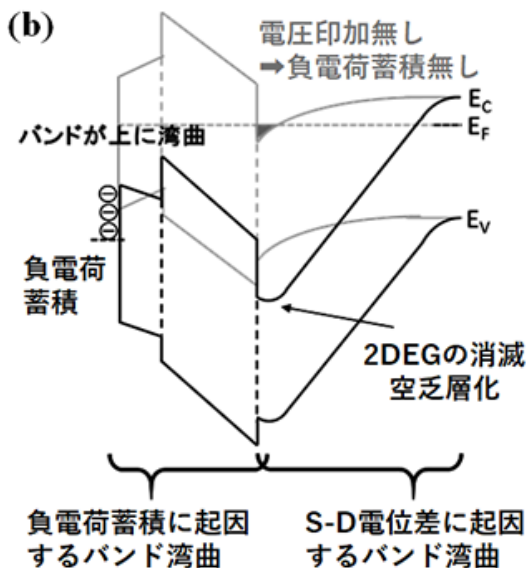 (b)
電圧印加無し
➡負電荷蓄積無し
E_C
E_F
バンドが上に湾曲
⊖
⊖
⊖
E_V
負電荷
蓄積
2DEGの消滅
空乏層化
負電荷蓄積に起因
するバンド湾曲
S-D電位差に起因
するバンド湾曲